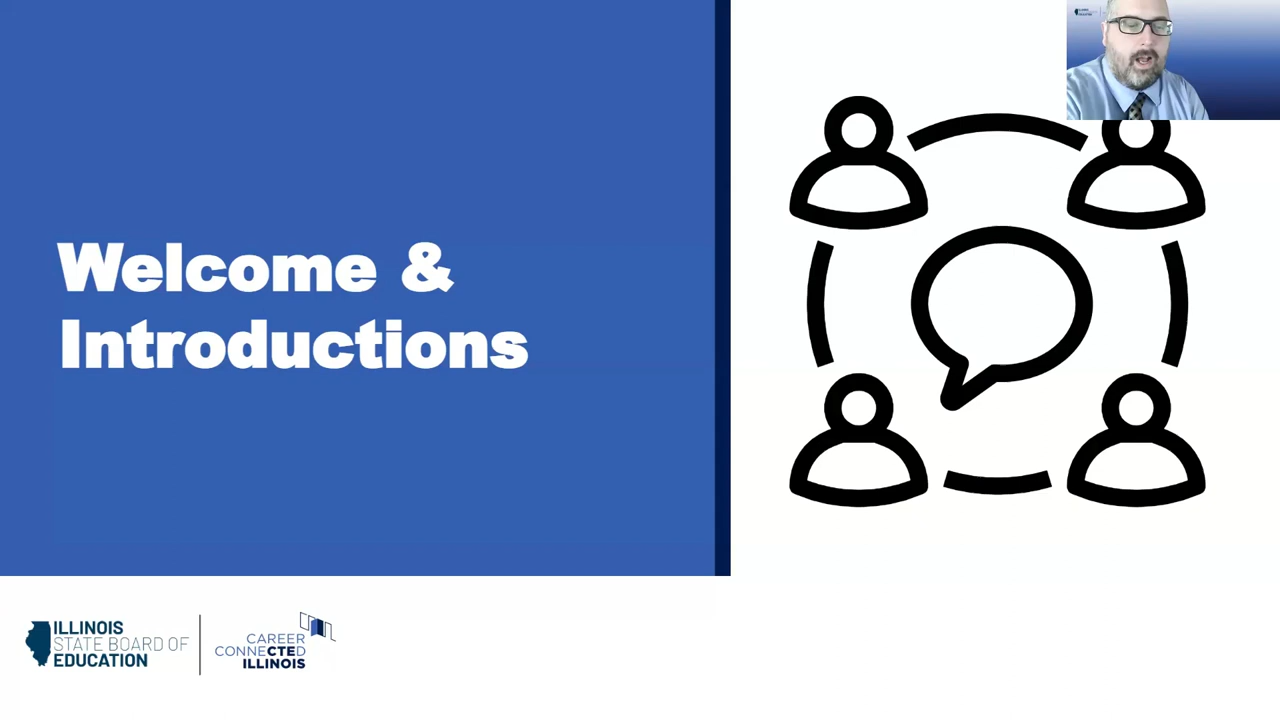 Welcome &
Introductions
ILLINOIS
STATE BOARD OF
EDUCATION
CAREER
CONNECTED
ILLINOIS